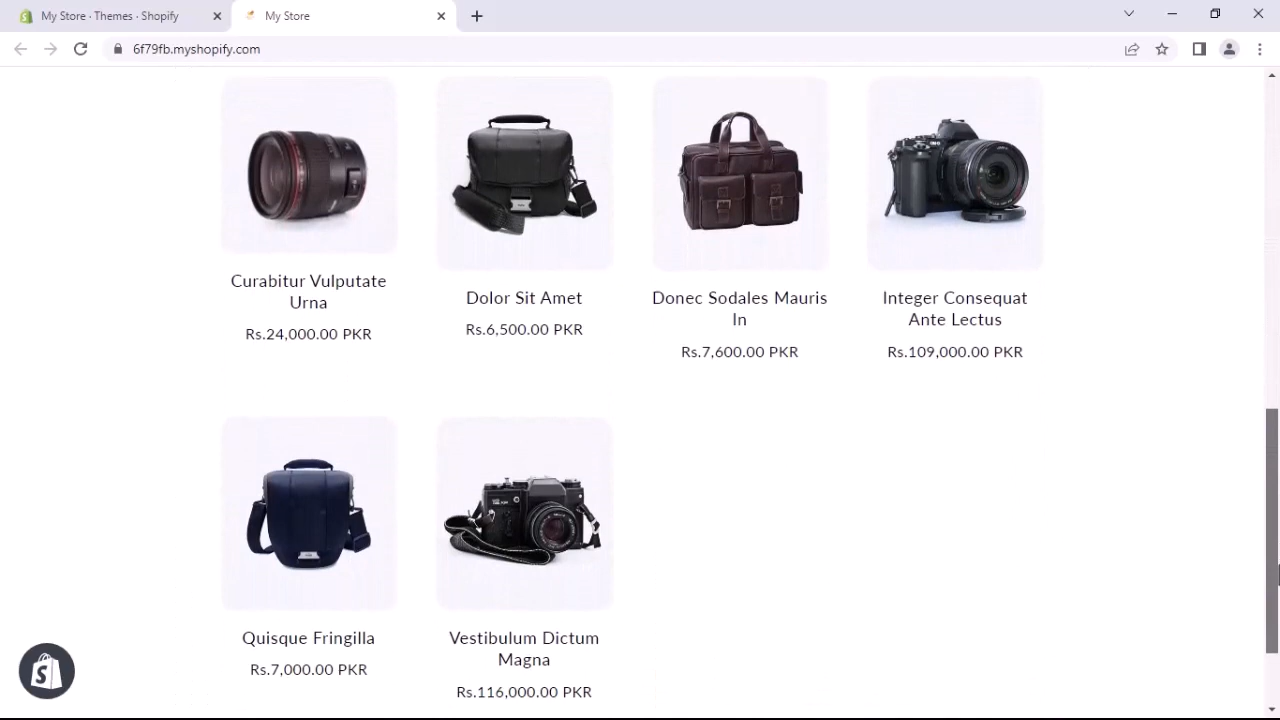 My Store · Themes · Shopify
My Store
6f79fb.myshopify.com
Curabitur Vulputate
Urna
Rs.24,000.00 PKR
Dolor Sit Amet
Rs.6,500.00 PKR
Donec Sodales Mauris
In
Rs.7,600.00 PKR
Integer Consequat
Ante Lectus
Rs.109,000.00 PKR
Quisque Fringilla
Rs.7,000.00 PKR
Vestibulum Dictum
Magna
Rs.116,000.00 PKR